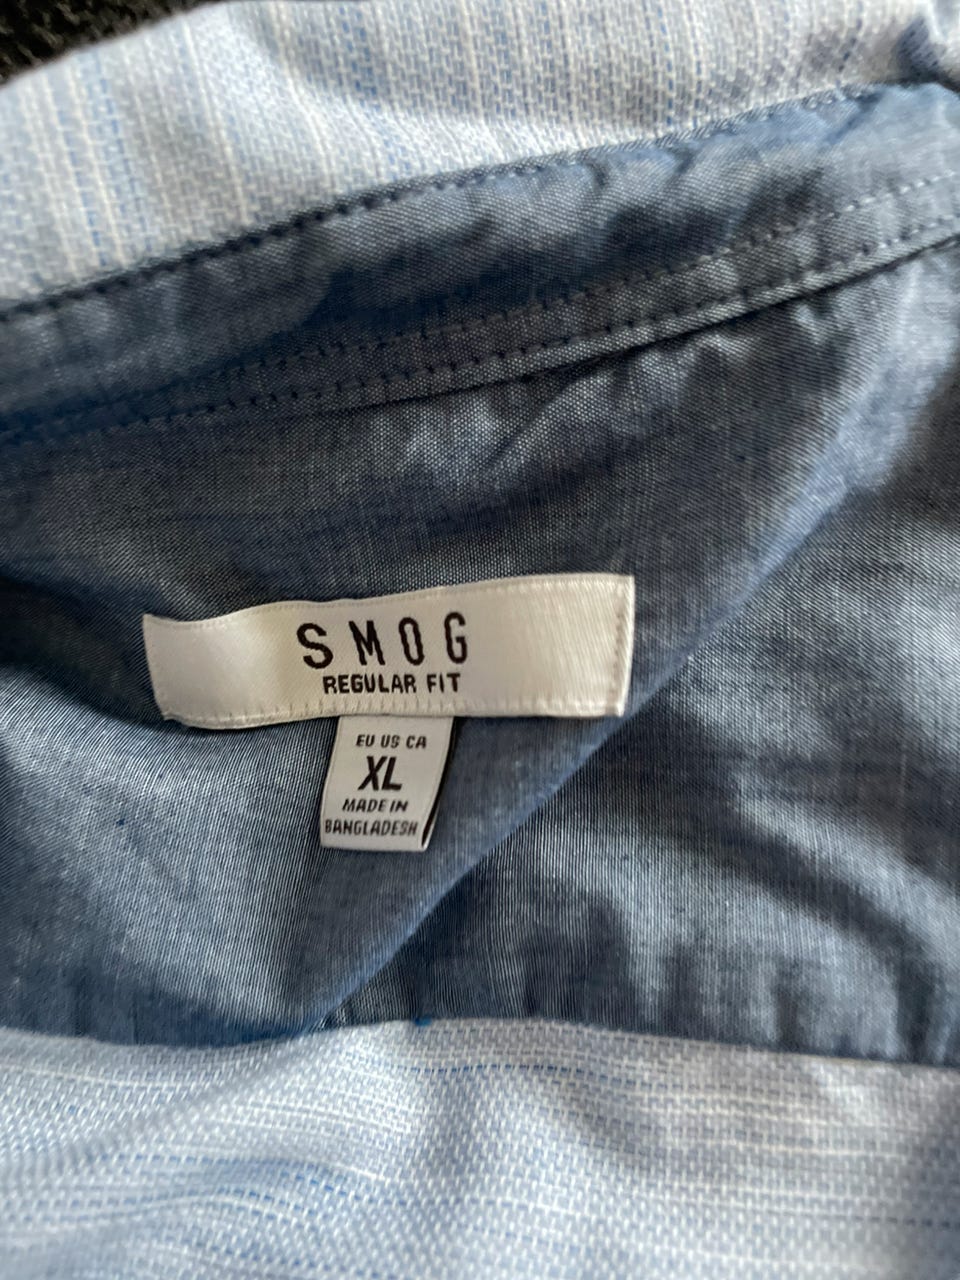 SMOG
REGULAR FIT
EU US CA
XL
MADE IN
BANGLADESH